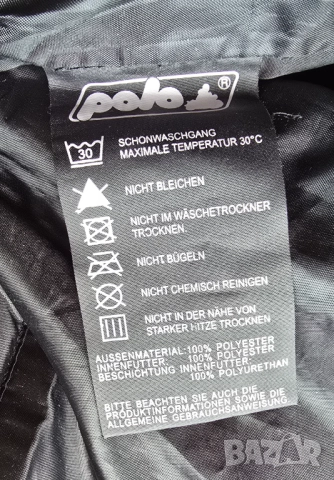 polo ®
30
SCHONWASCHGANG
MAXIMALE TEMPERATUR 30°C
NICHT BLEICHEN
NICHT IM WÄSCHETROCKNER
TROCKNEN.
NICHT BÜGELN
NICHT CHEMISCH REINIGEN
NICHT IN DER NÄHE VON
STARKER HITZE TROCKNEN
AUSSENMATERIAL:100% POLYESTER
INNENFUTTER: 100% POLYESTER
BESCHICHTUNG INNENFUTTER:
100% POLYURETHAN
BITTE BEACHTEN SIE AUCH DIE
PRODUKTINFORMATIONEN SOWIE DIE
ALLGEMEINE GEBRAUCHSANWEISUNG.
BAZAR